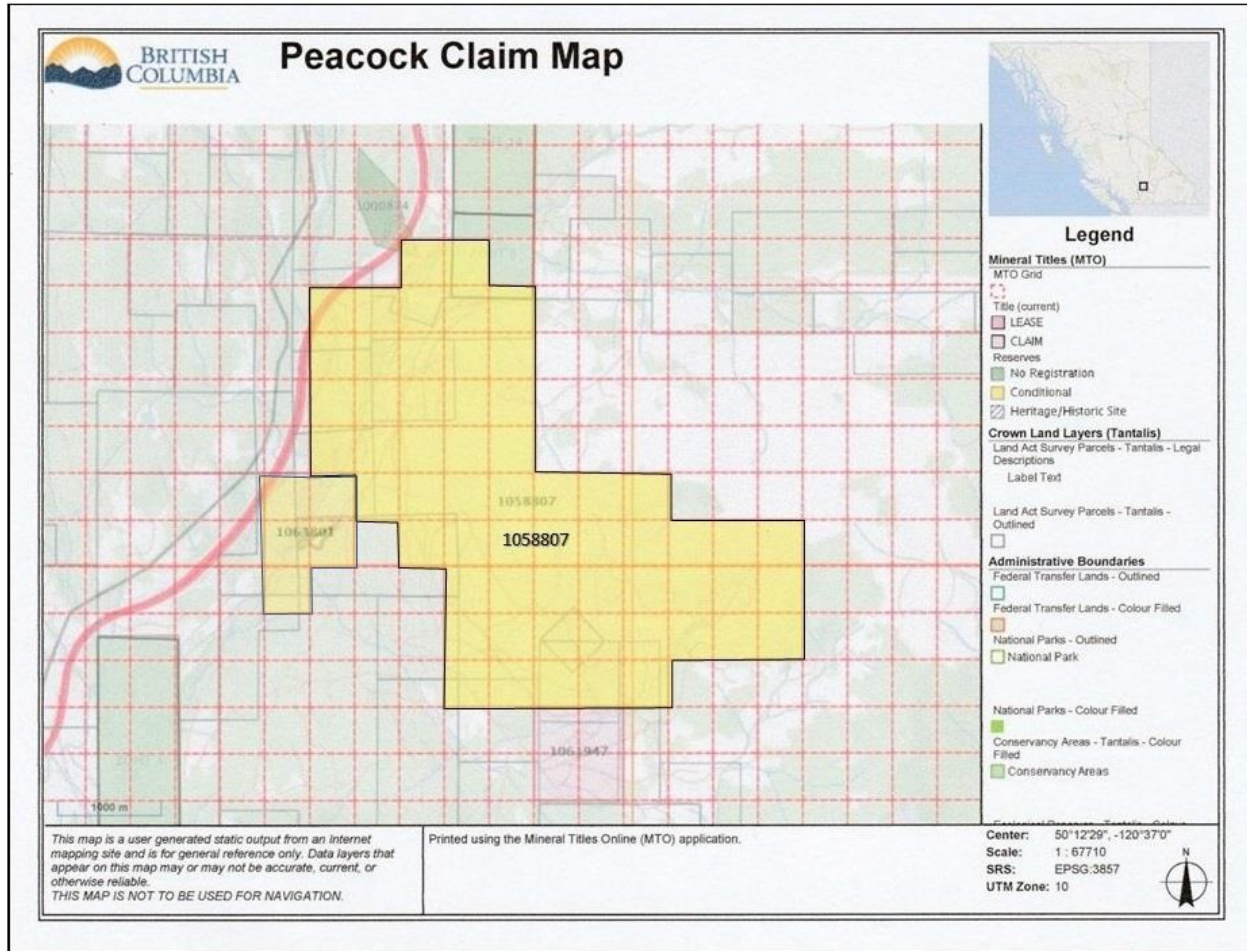 BRITISH
COLUMBIA
Peacock Claim Map
1000874
1058807
1058807
1063801
1061947
1000 m
Legend
Mineral Titles (MTO)
MTO Grid
Title (current)
LEASE
CLAIM
Reserves
No Registration
Conditional
Heritage/Historic Site
Crown Land Layers (Tantalis)
Land Act Survey Parcels - Tantalis - Legal
Descriptions
Label Text
Land Act Survey Parcels - Tantalis -
Outlined
Administrative Boundaries
Federal Transfer Lands - Outlined
Federal Transfer Lands - Colour Filled
National Parks - Outlined
National Park
National Parks - Colour Filled
Conservancy Areas - Tantalis - Colour
Filled
Conservancy Areas
This map is a user generated static output from an Internet
mapping site and is for general reference only. Data layers that
appear on this map may or may not be accurate, current, or
otherwise reliable.
THIS MAP IS NOT TO BE USED FOR NAVIGATION.
Printed using the Mineral Titles Online (MTO) application.
Center: 50°12'29", -120°37'0"
Scale: 1 : 67710
SRS: EPSG:3857
UTM Zone: 10
N